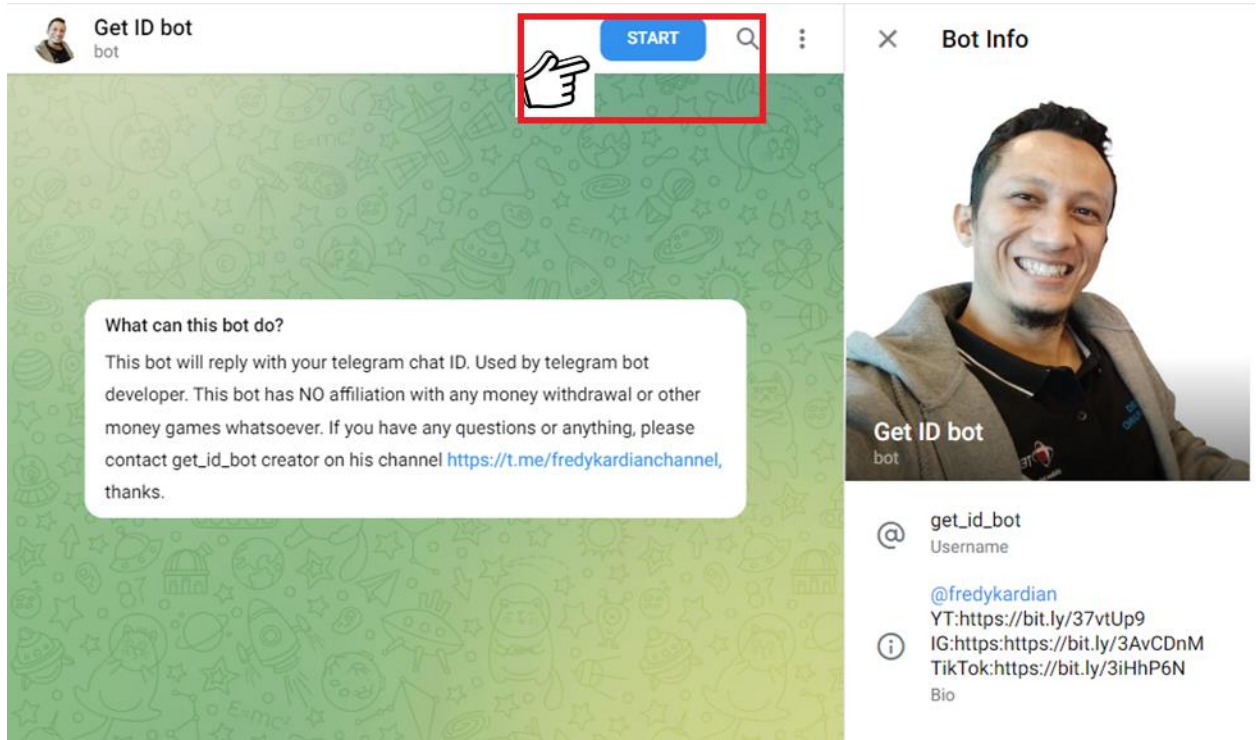 Get ID bot
bot
START
Bot Info
What can this bot do?
This bot will reply with your telegram chat ID. Used by telegram bot
developer. This bot has NO affiliation with any money withdrawal or other
money games whatsoever. If you have any questions or anything, please
contact get_id_bot creator on his channel https://t.me/fredykardianchannel,
thanks.
Get ID bot
bot
get_id_bot
Username
@fredykardian
YT:https://bit.ly/37vtUp9
IG:https:https://bit.ly/3AvCDnM
TikTok:https://bit.ly/3iHhP6N
Bio